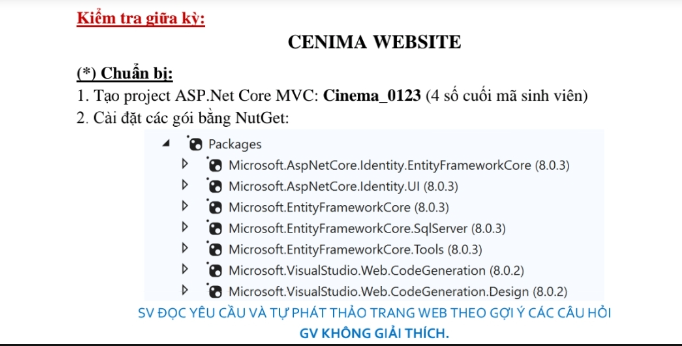 Kiểm tra giữa kỳ:
CENIMA WEBSITE
(*) Chuẩn bị:
1. Tạo project ASP.Net Core MVC: Cinema_0123 (4 số cuối mã sinh viên)
2. Cài đặt các gói bằng NutGet:
Packages
Microsoft.AspNetCore.Identity.EntityFrameworkCore (8.0.3)
Microsoft.AspNetCore.Identity.UI (8.0.3)
Microsoft.EntityFrameworkCore (8.0.3)
Microsoft.EntityFrameworkCore.SqlServer (8.0.3)
Microsoft.EntityFrameworkCore.Tools (8.0.3)
Microsoft.VisualStudio.Web.CodeGeneration (8.0.2)
Microsoft.VisualStudio.Web.CodeGeneration.Design (8.0.2)
SV ĐỌC YÊU CẦU VÀ TỰ PHÁT THẢO TRANG WEB THEO GỢI Ý CÁC CÂU HỎI
GV KHÔNG GIẢI THÍCH.